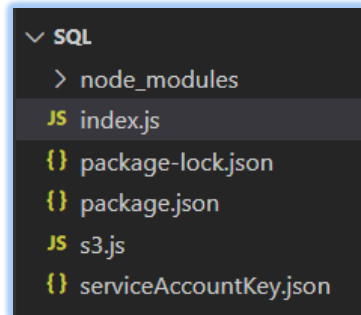 SQL
node_modules
JS index.js
{} package-lock.json
{} package.json
JS s3.js
{} serviceAccountKey.json